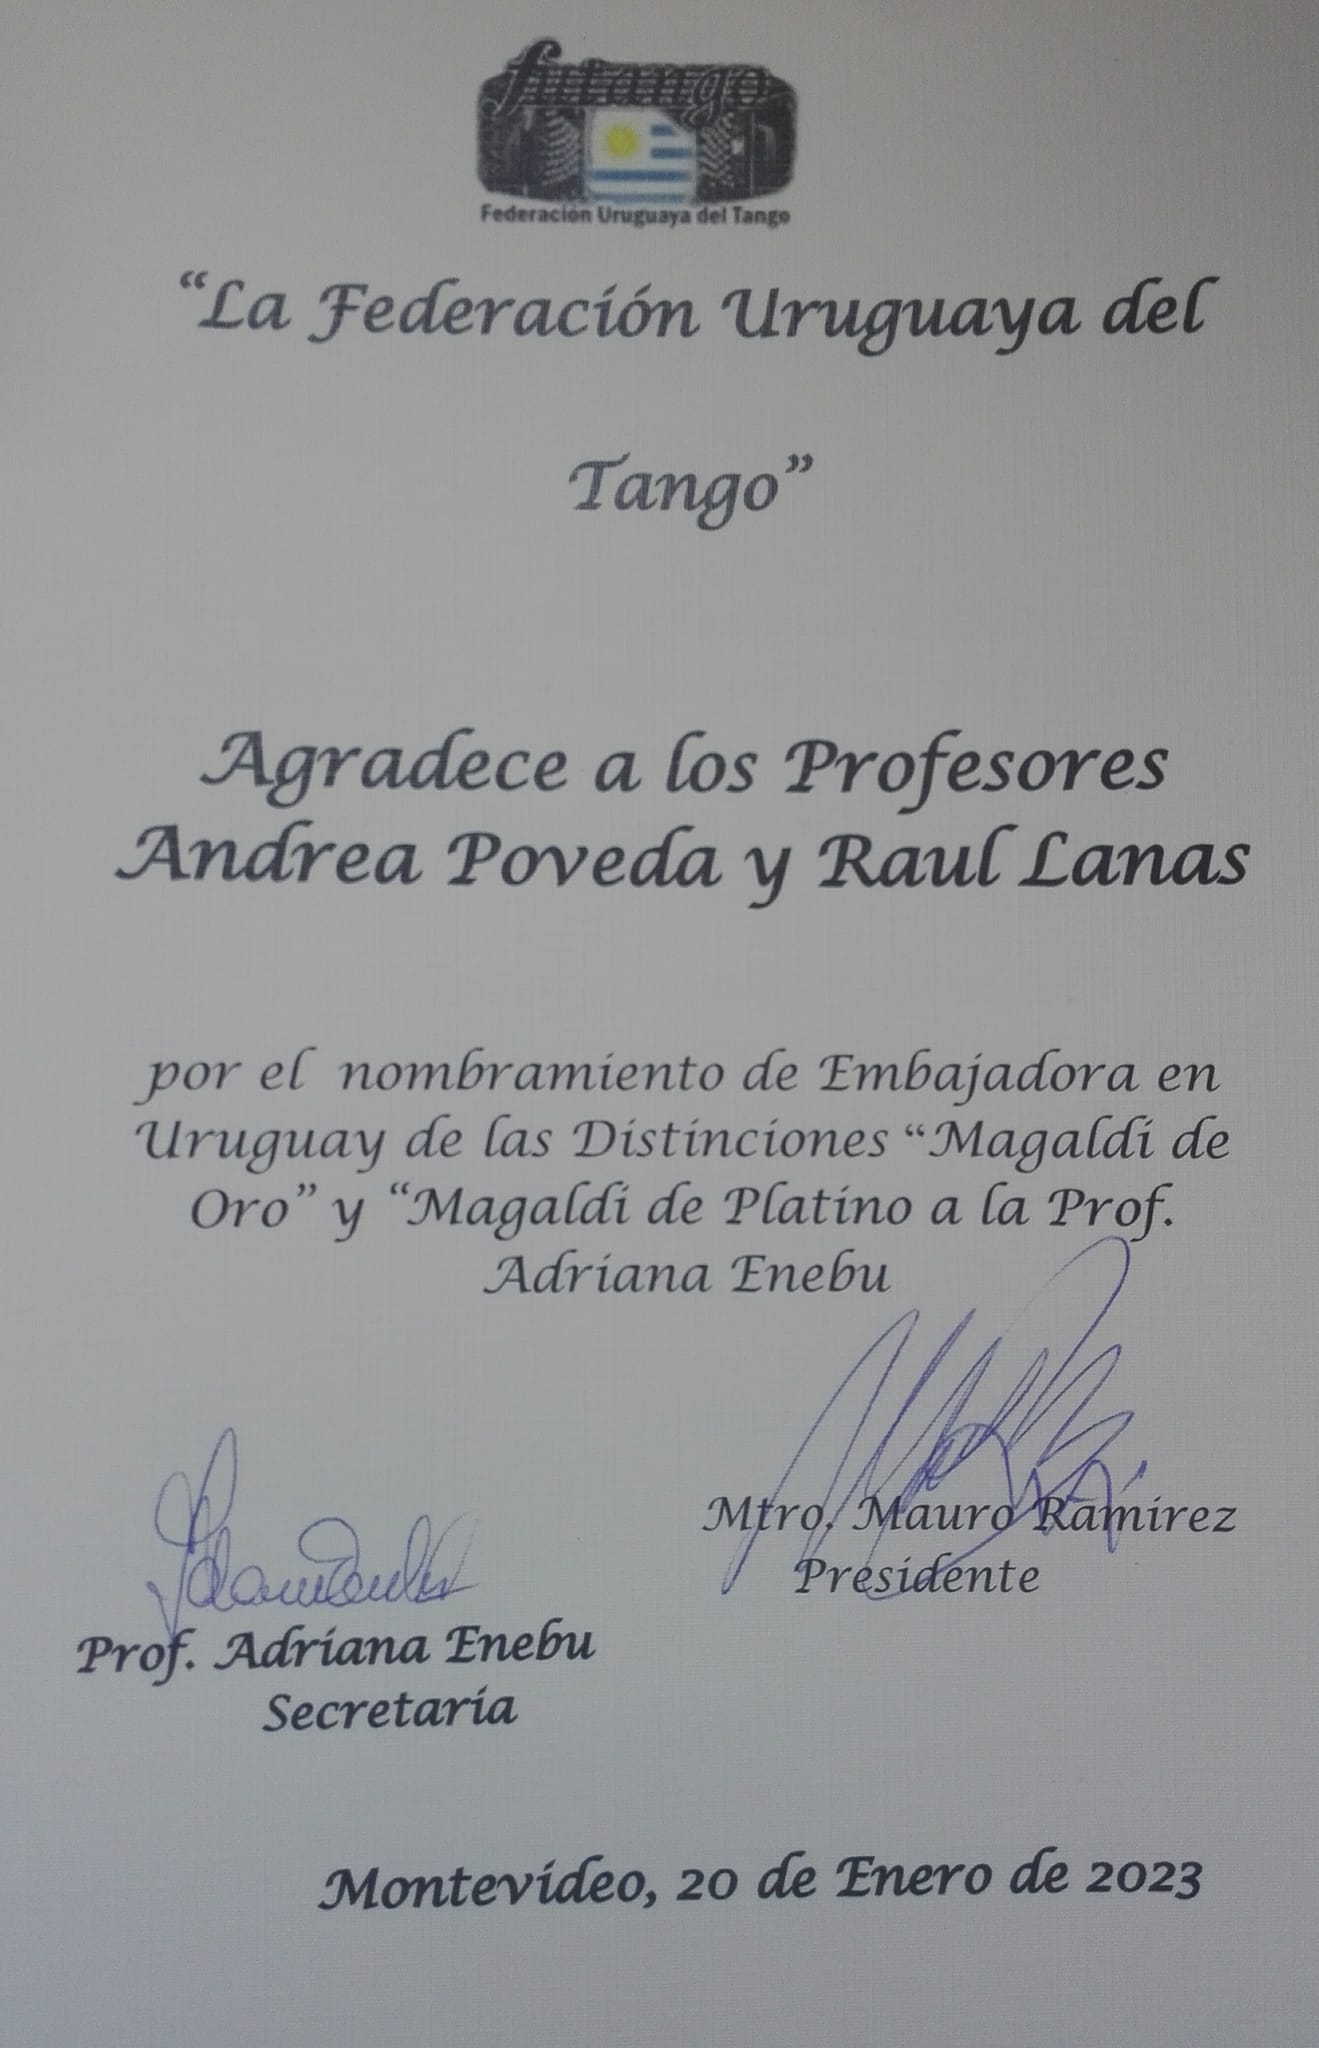 futango
Federación Uruguaya del Tango
“La Federación Uruguaya del
Tango”
Agradece a los Profesores
Andrea Poveda y Raul Lanas
por el nombramiento de Embajadora en
Uruguay de las Distinciones “Magaldi de
Oro” y “Magaldi de Platino a la Prof.
Adriana Enebu
Mtro. Mauro Ramirez
Presidente
Prof. Adriana Enebu
Secretaria
Montevideo, 20 de Enero de 2023